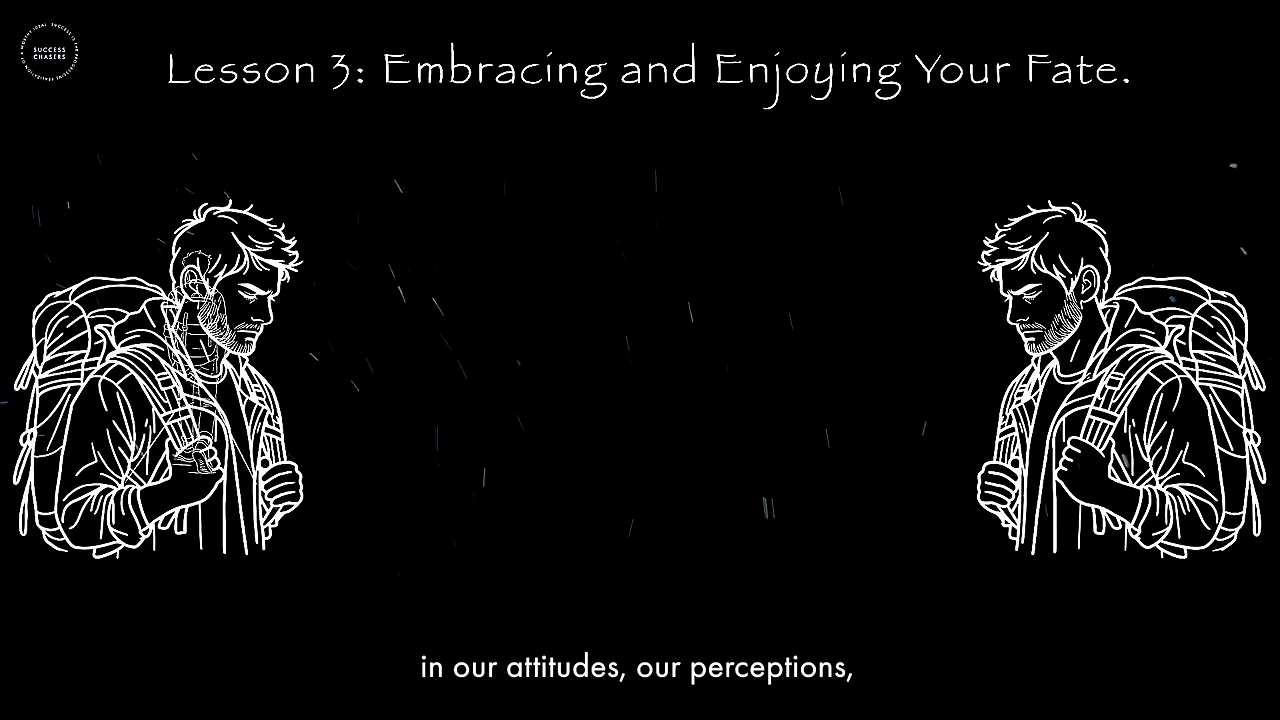 SUCCESS
CHASERS
Lesson 3: Embracing and Enjoying Your Fate.
in our attitudes, our perceptions,